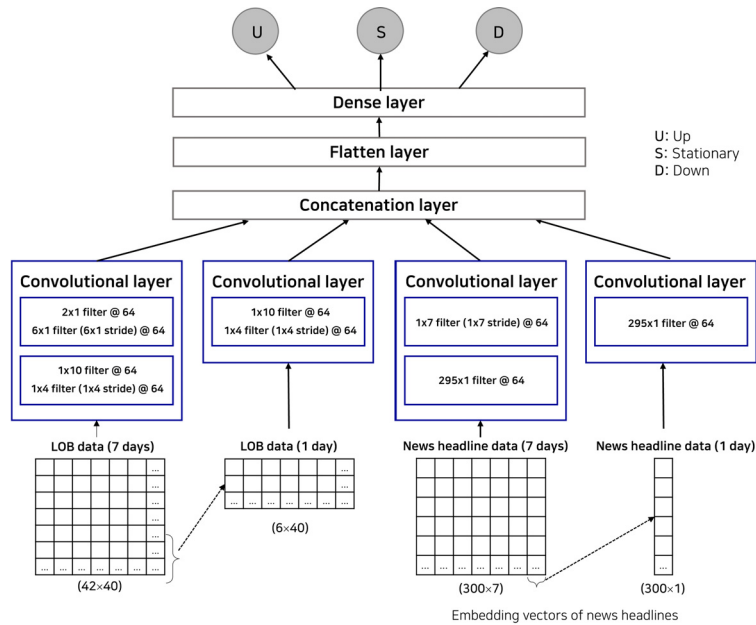 U
S
D
Dense layer
Flatten layer
U: Up
S: Stationary
D: Down
Concatenation layer
Convolutional layer
2x1 filter @ 64
6x1 filter (6x1 stride) @ 64
1x10 filter @ 64
1x4 filter (1x4 stride) @ 64
Convolutional layer
1x10 filter @ 64
1x4 filter (1x4 stride) @ 64
Convolutional layer
1x7 filter (1x7 stride) @ 64
295x1 filter @ 64
Convolutional layer
295x1 filter @ 64
LOB data (7 days)
... 
...
...
...
...
...
... ... ... ... ... ... ...
(42×40)
LOB data (1 day)
...
...
... ... ... ... ... ... ...
(6×40)
News headline data (7 days)
... ... ... ... ... ... ...
(300×7)
News headline data (1 day)
...
(300×1)
Embedding vectors of news headlines